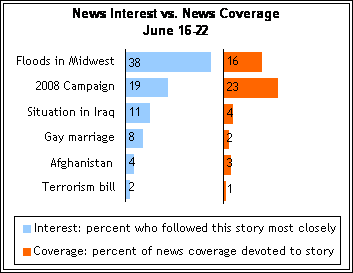 News Interest vs. News Coverage
June 16-22
Floods in Midwest 38 16
2008 Campaign 19 23
Situation in Iraq 11 4
Gay marriage 8 2
Afghanistan 4 3
Terrorism bill 2 1
Interest: percent who followed this story most closely
Coverage: percent of news coverage devoted to story